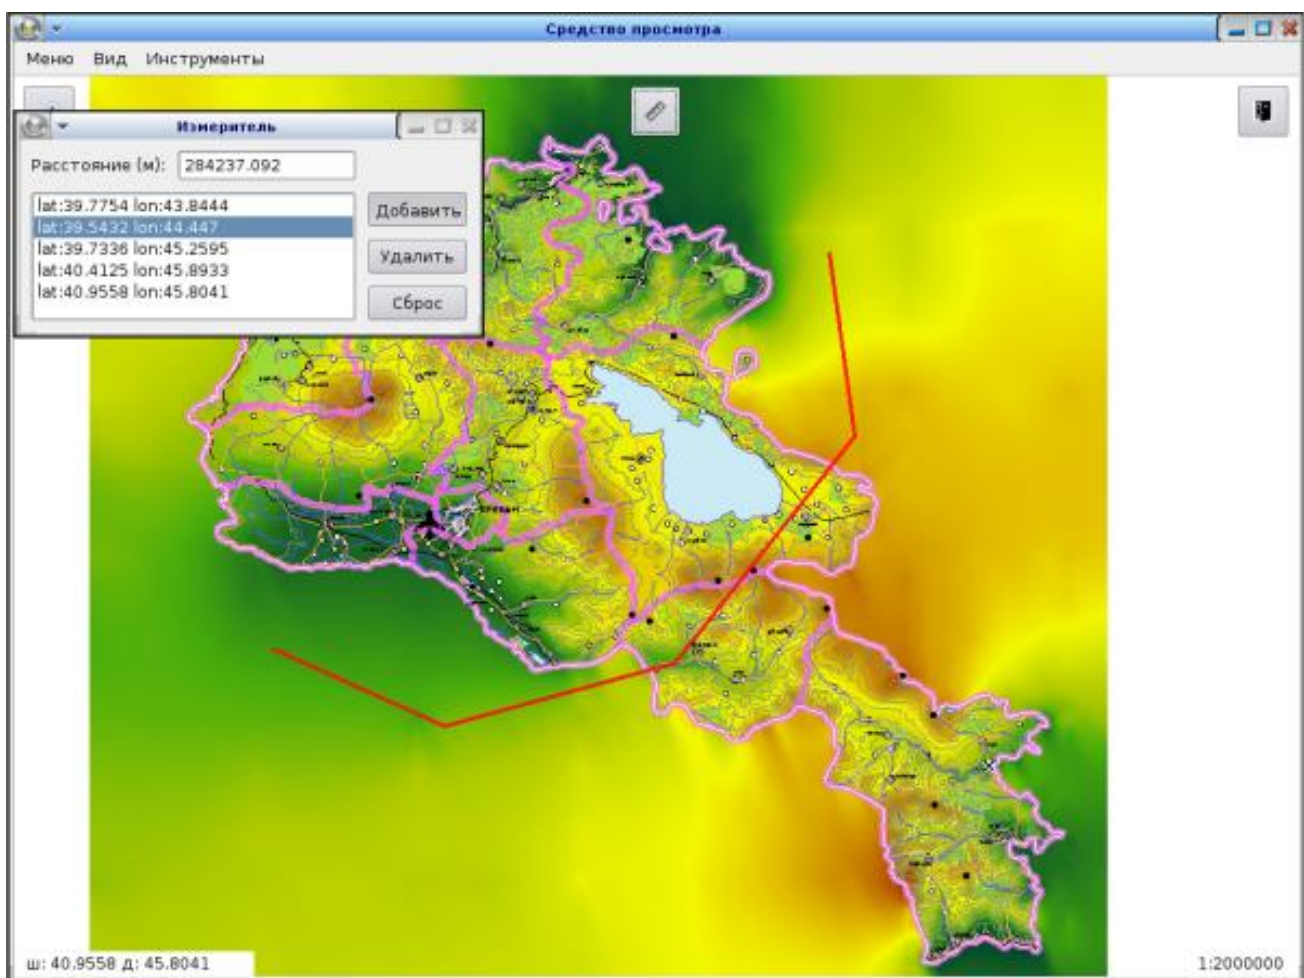 Средство просмотра
Меню Вид Инструменты
Измеритель
Расстояние (м): 284237.092
lat:39.7754 lon:43.8444
lat:39.5432 lon:44.447
lat:39.7336 lon:45.2595
lat:40.4125 lon:45.8933
lat:40.9558 lon:45.8041
Добавить
Удалить
Сброс
ш: 40.9558 д: 45.8041
1:2000000